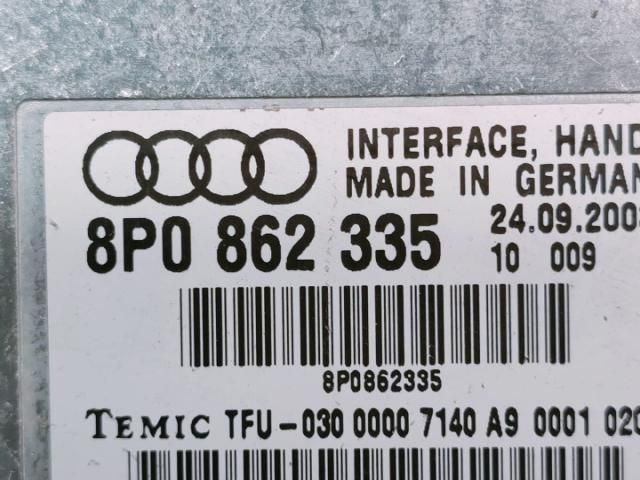 INTERFACE, HAND
MADE IN GERMAN
8P0 862 335
24.09.200
10 009
8P0862335
TEMIC TFU-030 0000 7140 A9 0001 020